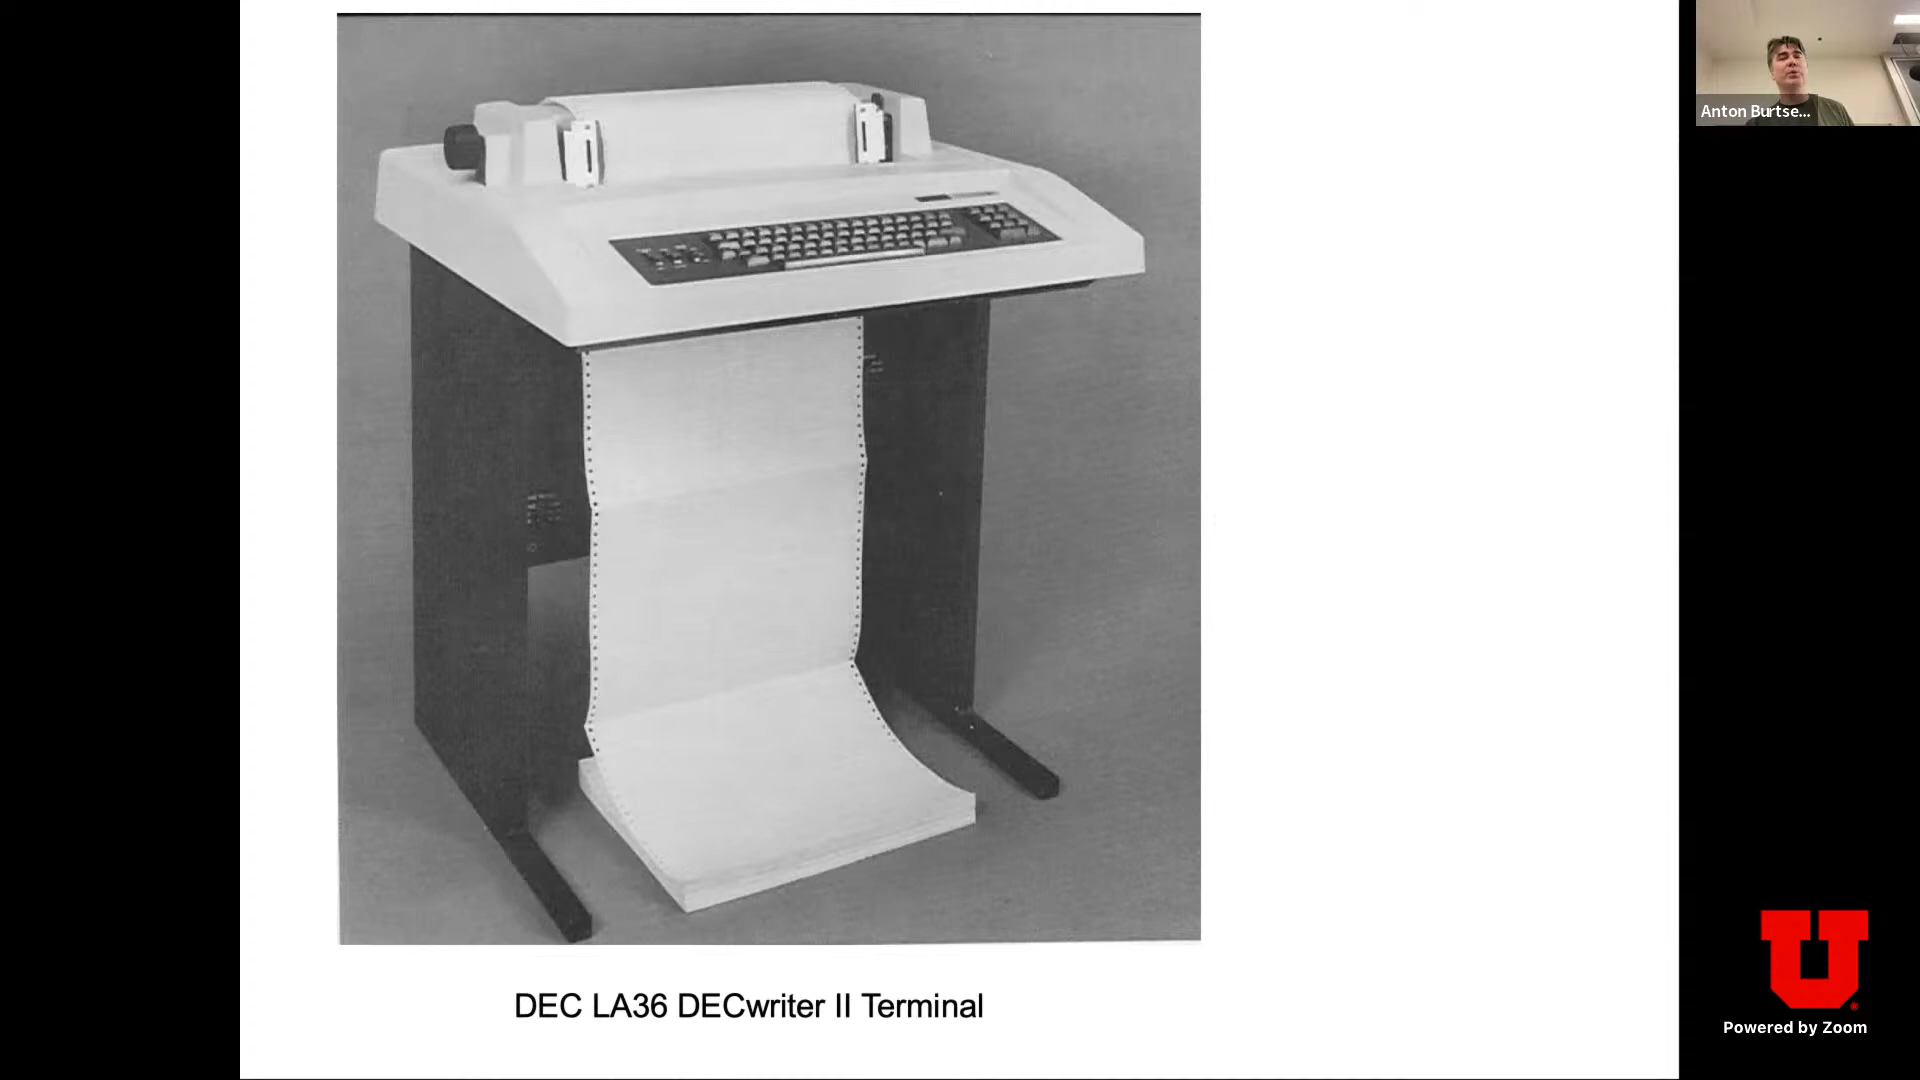 Anton Burtse...
DEC LA36 DECwriter II Terminal
U
Powered by Zoom